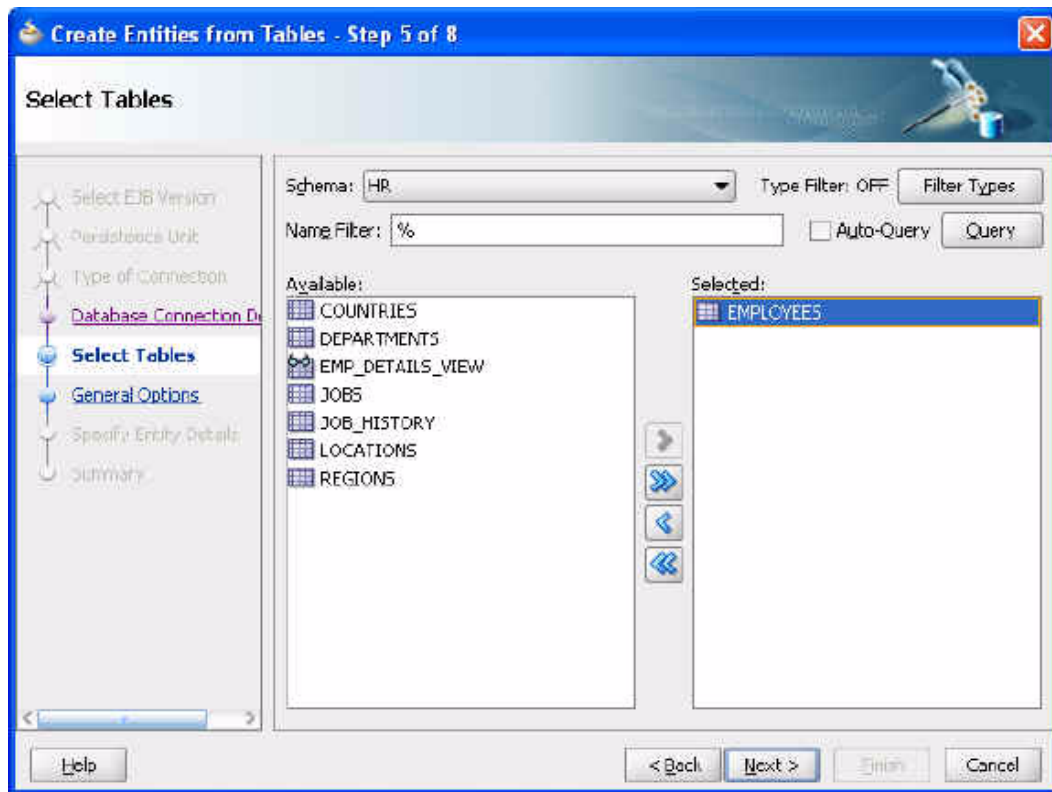 Create Entities from Tables - Step 5 of 8
Select Tables
Select EJB Version
Persistence Unit
Type of Connection
Database Connection De
Select Tables
General Options
Specify Entity Details
Summary
Schema: HR
Type Filter: OFF
Filter Types
Name Filter: %
Auto-Query
Query
Available:
COUNTRIES
DEPARTMENTS
EMP_DETAILS_VIEW
JOBS
JOB_HISTORY
LOCATIONS
REGIONS
Selected:
EMPLOYEES
Help
< Back
Next >
Finish
Cancel